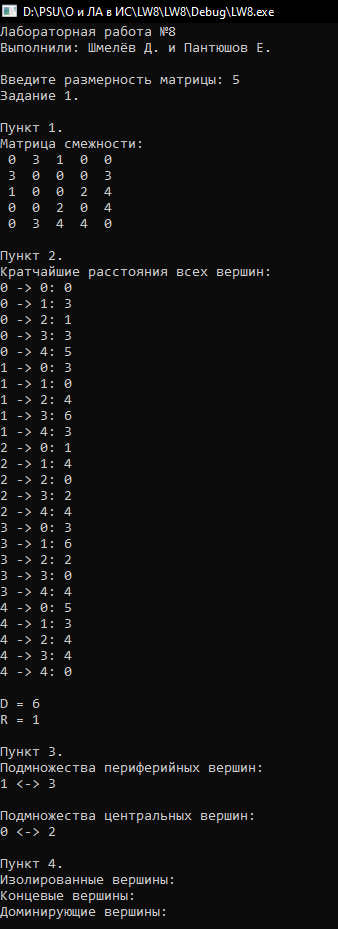 D:\PSU\О и ЛА в ИС\LW8\LW8\Debug\LW8.exe
Лабораторная работа №8
Выполнили: Шмелёв Д. и Пантюшов Е.
Введите размерность матрицы: 5
Задание 1.
Пункт 1.
Матрица смежности:
0 3 1 0 0
3 0 0 0 3
1 0 0 2 4
0 0 2 0 4
0 3 4 4 0
Пункт 2.
Кратчайшие расстояния всех вершин:
0 -> 0: 0
0 -> 1: 3
0 -> 2: 1
0 -> 3: 3
0 -> 4: 5
1 -> 0: 3
1 -> 1: 0
1 -> 2: 4
1 -> 3: 6
1 -> 4: 3
2 -> 0: 1
2 -> 1: 4
2 -> 2: 0
2 -> 3: 2
2 -> 4: 4
3 -> 0: 3
3 -> 1: 6
3 -> 2: 2
3 -> 3: 0
3 -> 4: 4
4 -> 0: 5
4 -> 1: 3
4 -> 2: 4
4 -> 3: 4
4 -> 4: 0
D = 6
R = 1
Пункт 3.
Подмножества периферийных вершин:
1 <-> 3
Подмножества центральных вершин:
0 <-> 2
Пункт 4.
Изолированные вершины:
Концевые вершины:
Доминирующие вершины: